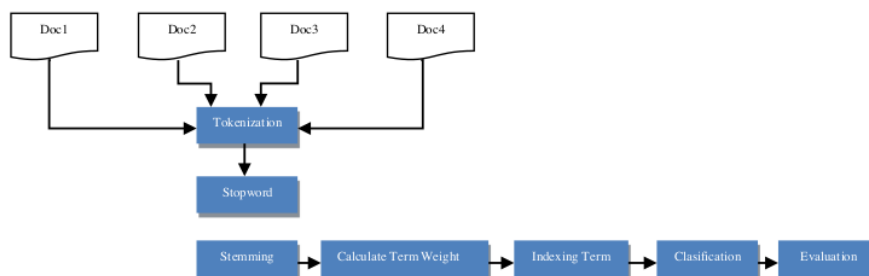 Doc1
Doc2
Doc3
Doc4
Tokenization
Stopword
Stemming
Calculate Term Weight
Indexing Term
Clasification
Evaluation